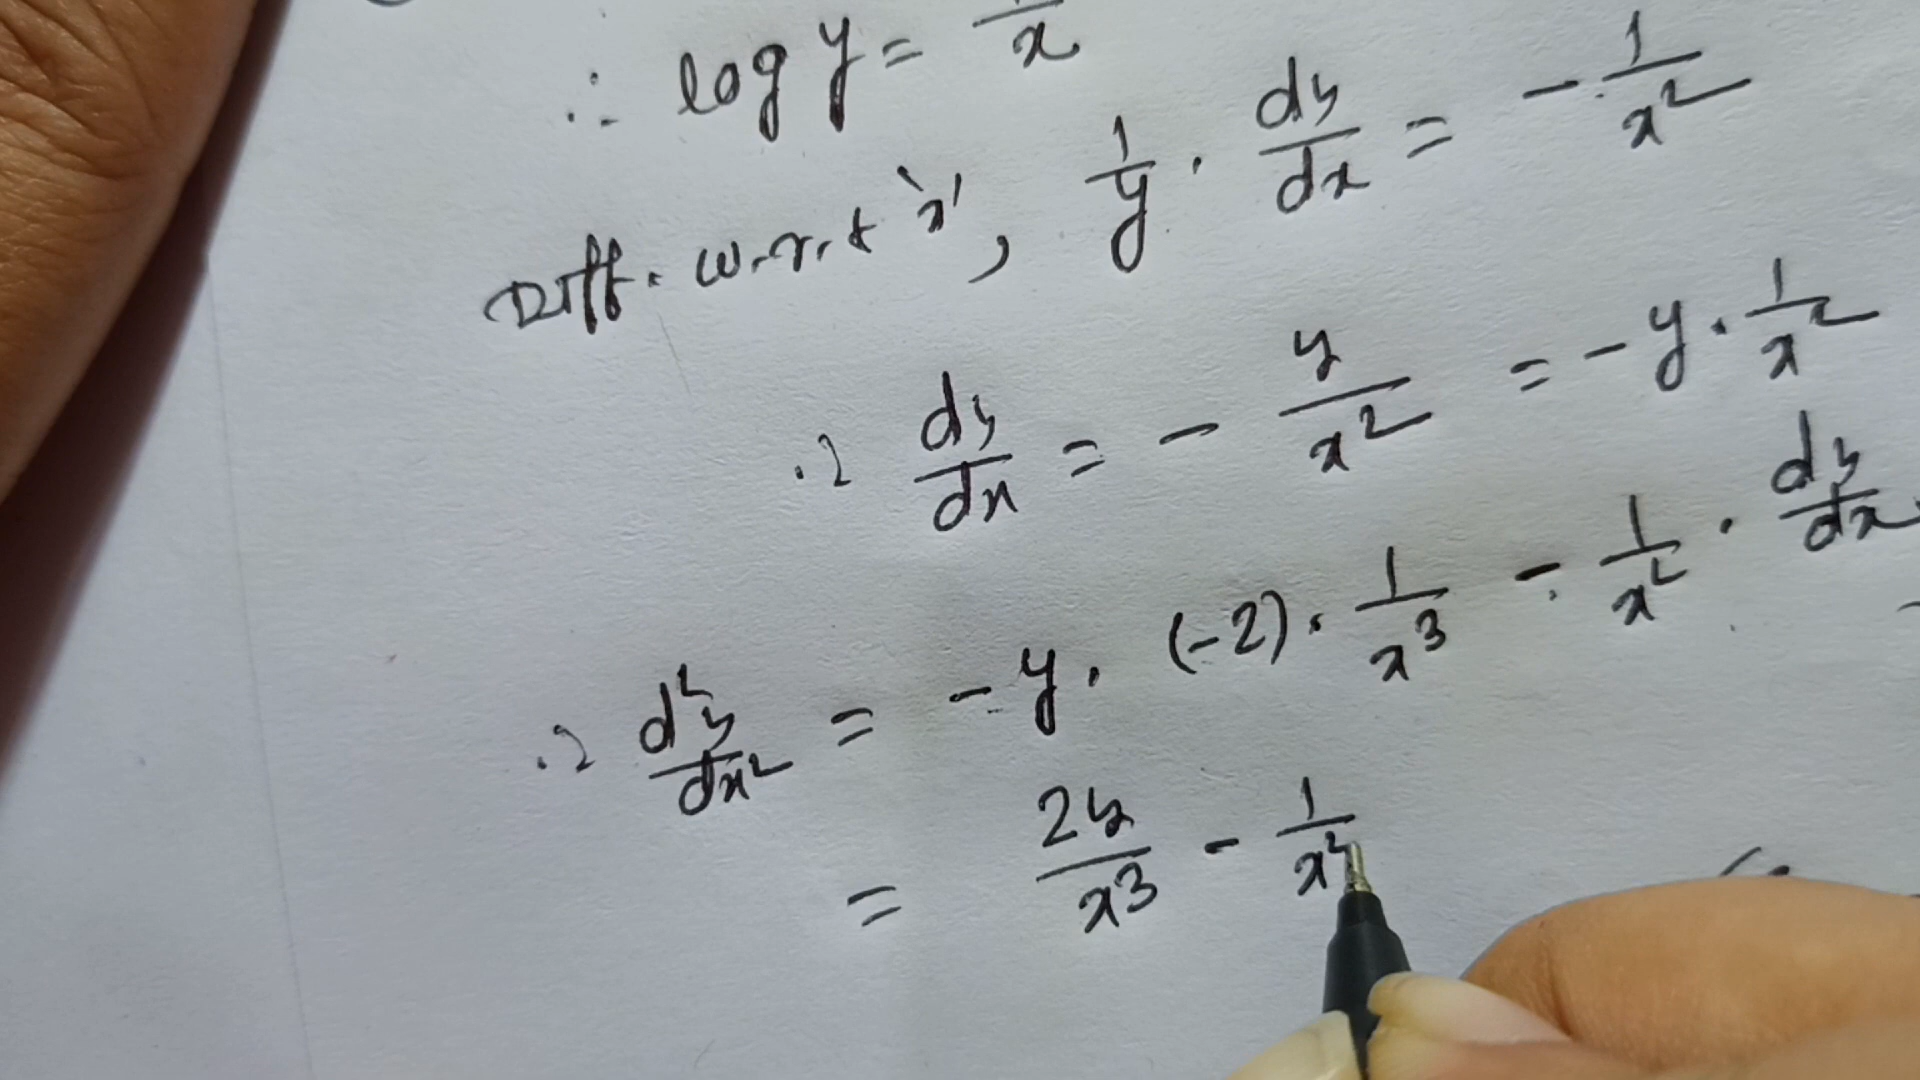 ∴ log y = 1/x
Diff. w.r.t 'x', 1/y · dy/dx = - 1/x²
∴ dy/dx = - y/x² = - y · 1/x²
∴ d²y/dx² = - y · (-2) · 1/x³ - 1/x² · dy/dx
= 2y/x³ - 1/x²